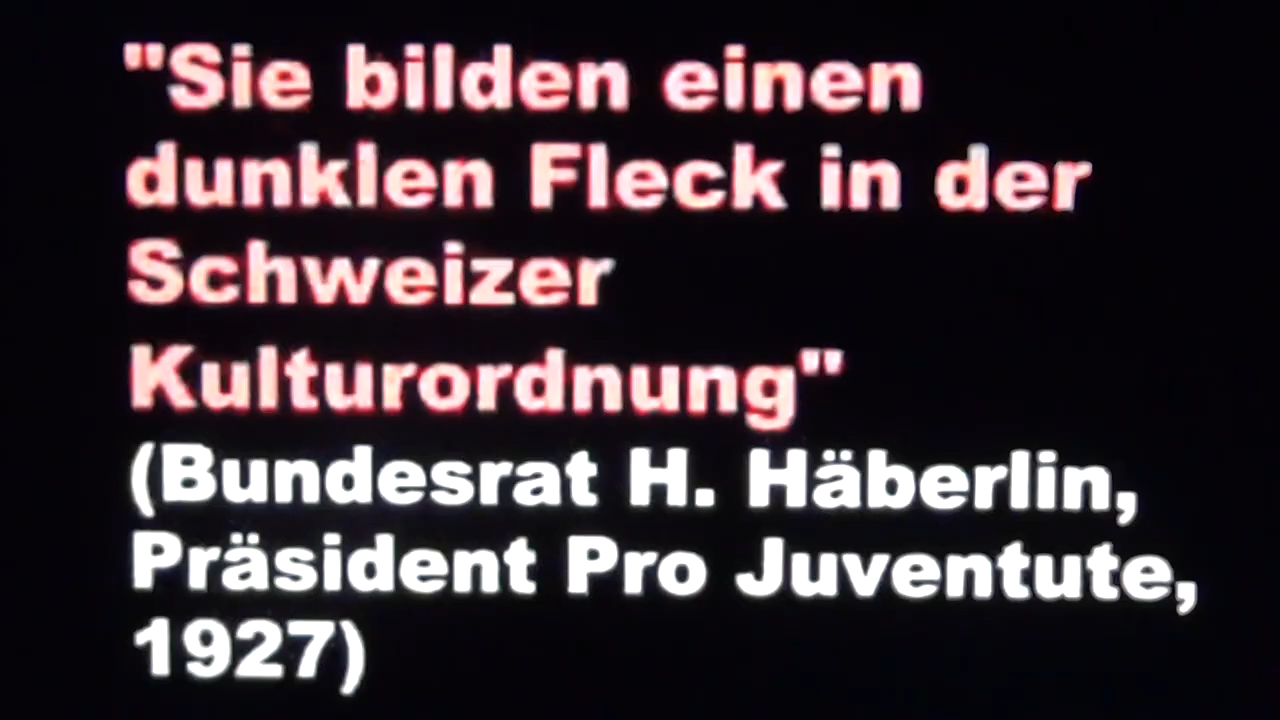 "Sie bilden einen
dunklen Fleck in der
Schweizer
Kulturordnung"
(Bundesrat H. Häberlin,
Präsident Pro Juventute,
1927)